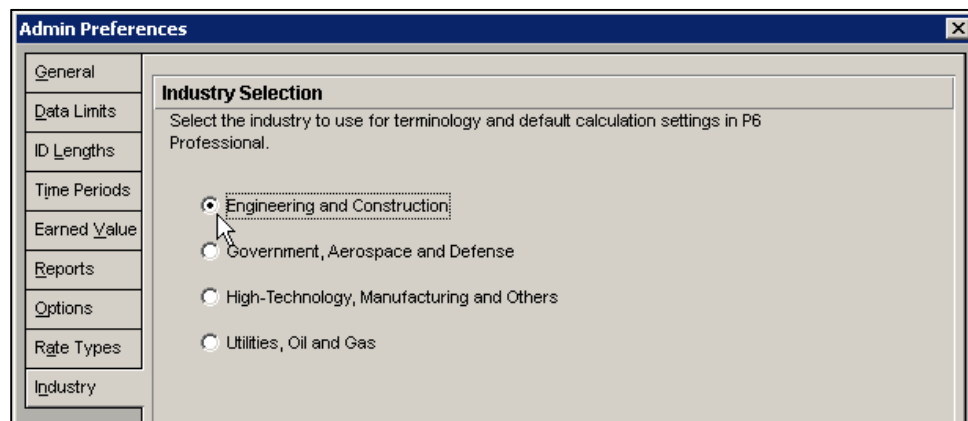 Admin Preferences
General
Data Limits
ID Lengths
Time Periods
Earned Value
Reports
Options
Rate Types
Industry
Industry Selection
Select the industry to use for terminology and default calculation settings in P6
Professional.
Engineering and Construction
Government, Aerospace and Defense
High-Technology, Manufacturing and Others
Utilities, Oil and Gas